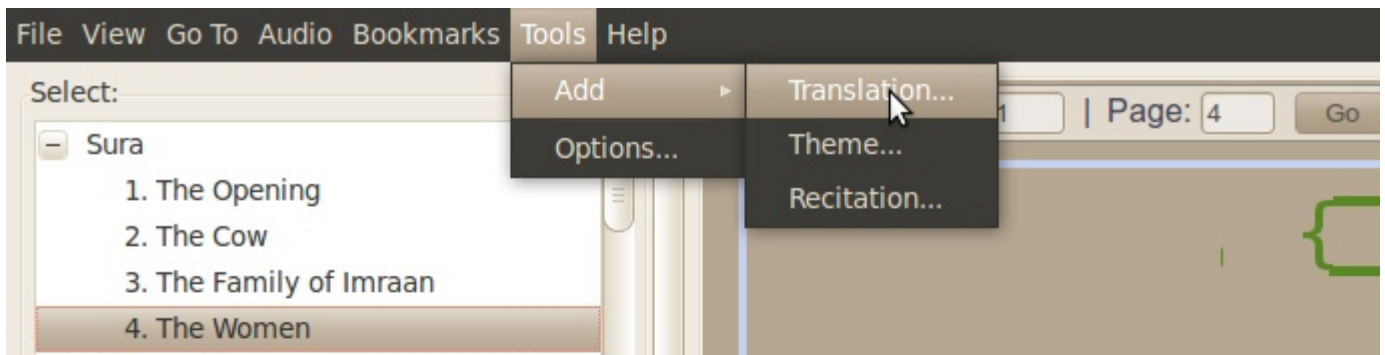 File View Go To Audio Bookmarks Tools Help
Select:
Sura
1. The Opening
2. The Cow
3. The Family of Imraan
4. The Women
Add
Options...
Translation...
Theme...
Recitation...
1 | Page: 4 Go